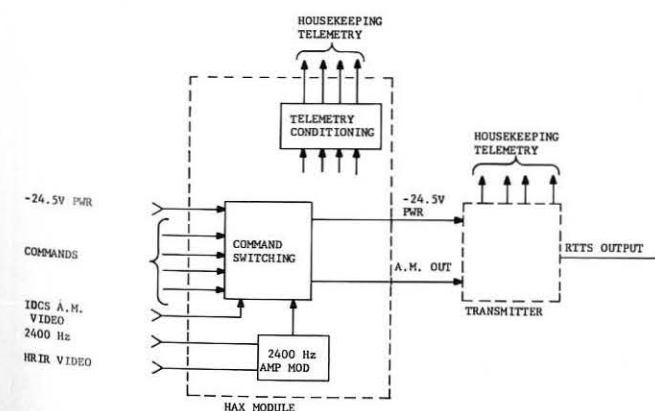 HOUSEKEEPING
TELEMETRY
TELEMETRY
CONDITIONING
HOUSEKEEPING
TELEMETRY
-24.5V PWR
-24.5V
PWR
COMMANDS
COMMAND
SWITCHING
RTTS OUTPUT
A.M. OUT
IDCS A.M.
VIDEO
TRANSMITTER
2400 Hz
HRIR VIDEO
2400 Hz
AMP MOD
HAX MODULE